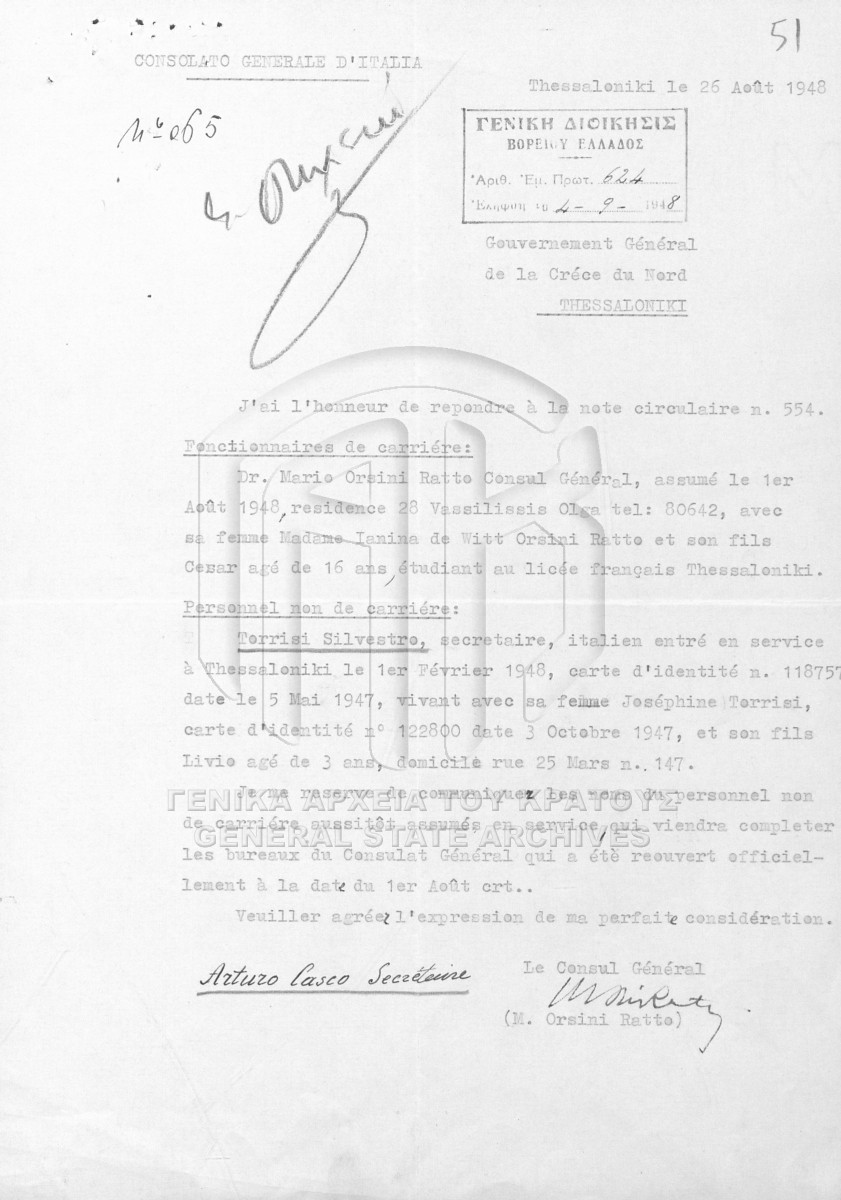 51
CONSOLATO GENERALE D'ITALIA
Thessaloniki le 26 Août 1948
Nº 265
ΓΕΝΙΚΗ ΔΙΟΙΚΗΣΙΣ
ΒΟΡΕΙΟΥ ΕΛΛΑΔΟΣ
Ἀριθ. Ἐμ. Πρωτ. 624
Ἐλήφθη τῇ 4-9-1948
Gouvernement Général
de la Créce du Nord
THESSALONIKI
J'ai l'honneur de repondre à la note circulaire n. 554.
Fonctionnaires de carriére:
Dr. Mario Orsini Ratto Consul Général, assumé le 1er
Août 1948, residence 28 Vassilissis Olga tel: 80642, avec
sa femme Madame Ianina de Witt Orsini Ratto et son fils
Cesar agé de 16 ans, étudiant au licée français Thessaloniki.
Personnel non de carriére:
Torrisi Silvestro, secretaire, italien entré en service
à Thessaloniki le 1er Février 1948, carte d'identité n. 118757
date le 5 Mai 1947, vivant avec sa femme Joséphine Torrisi,
carte d'identité n° 122800 date 3 Octobre 1947, et son fils
Livio agé de 3 ans, domicile rue 25 Mars n. 147.
Je me reserve de communiquer les noms du personnel non
ΓΕΝΙΚΑ ΑΡΧΕΙΑ ΤΟΥ ΚΡΑΤΟΥΣ
de carriére aussitôt assumés en service, qui viendra completer
GENERAL STATE ARCHIVES
les bureaux du Consulat Général qui a étè reouvert officiel-
lement à la date du 1er Août crt..
Veuiller agréer l'expression de ma parfaite considération.
Arturo Casco Secrétaire
Le Consul Général
(M. Orsini Ratto)